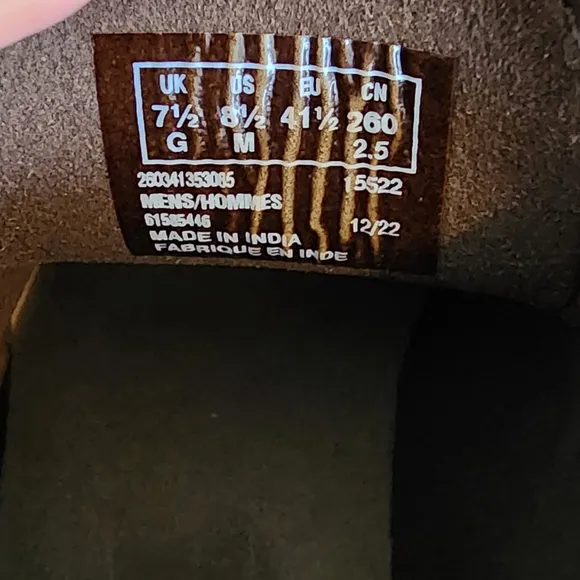 UK US EU CN
7½ 8½ 41½ 260
G M 2.5
260341353085 15522
MENS/HOMMES
61585446 12/22
MADE IN INDIA
FABRIQUE EN INDE